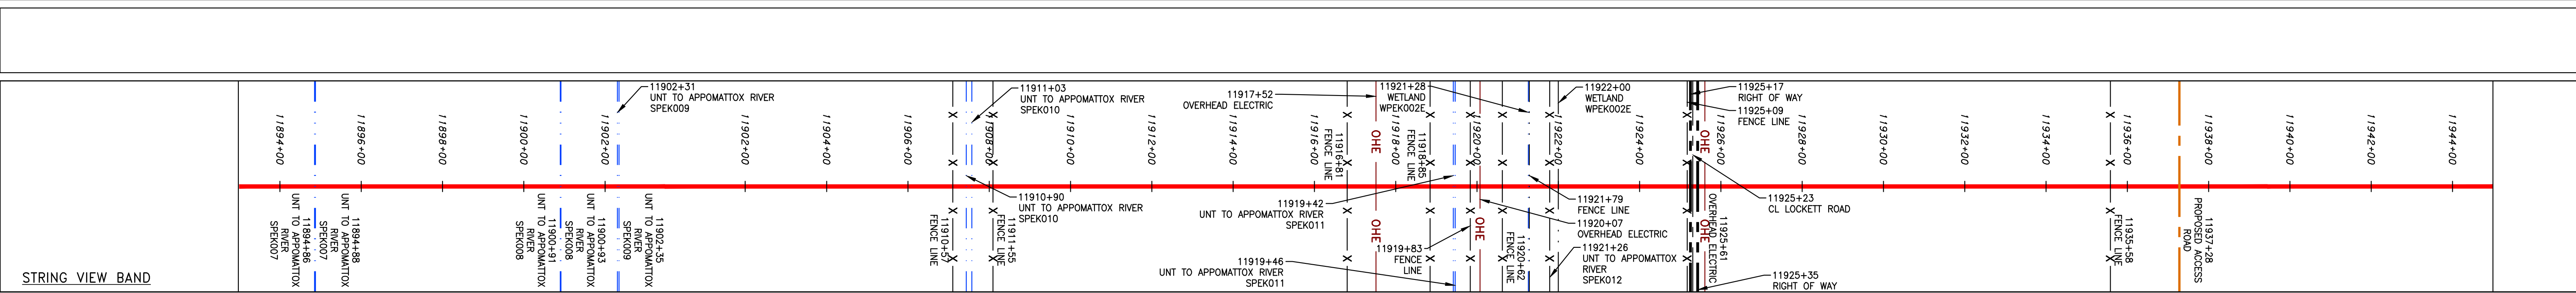 11902+31
UNT TO APPOMATTOX RIVER
SPEK009
11911+03
UNT TO APPOMATTOX RIVER
SPEK010
11917+52
OVERHEAD ELECTRIC
11921+28
WETLAND
WPEK002E
11922+00
WETLAND
WPEK002E
11925+17
RIGHT OF WAY
11925+09
FENCE LINE
11894+00
11896+00
11898+00
11900+00
11902+00
11902+00
11904+00
11906+00
11908+00
11910+00
11912+00
11914+00
11916+00
11918+00
11920+00
11922+00
11924+00
11926+00
11928+00
11930+00
11932+00
11934+00
11936+00
11938+00
11940+00
11942+00
11944+00
11916+81
FENCE LINE
OHE
11918+85
FENCE LINE
OHE
11910+90
UNT TO APPOMATTOX RIVER
SPEK010
11919+42
UNT TO APPOMATTOX RIVER
SPEK011
11921+79
FENCE LINE
11920+07
OVERHEAD ELECTRIC
11925+23
CL LOCKETT ROAD
11894+86
UNT TO APPOMATTOX
RIVER
SPEK007
11894+88
UNT TO APPOMATTOX
RIVER
SPEK007
11900+91
UNT TO APPOMATTOX
RIVER
SPEK008
11900+93
UNT TO APPOMATTOX
RIVER
SPEK008
11902+35
UNT TO APPOMATTOX
RIVER
SPEK009
11910+57
FENCE LINE
11911+55
FENCE LINE
OHE
OHE
11919+83
FENCE
LINE
11919+46
UNT TO APPOMATTOX RIVER
SPEK011
11920+62
FENCE LINE
11921+26
UNT TO APPOMATTOX
RIVER
SPEK012
OHE
11925+61
OVERHEAD ELECTRIC
11925+35
RIGHT OF WAY
11935+58
FENCE LINE
11937+28
PROPOSED ACCESS
ROAD
STRING VIEW BAND